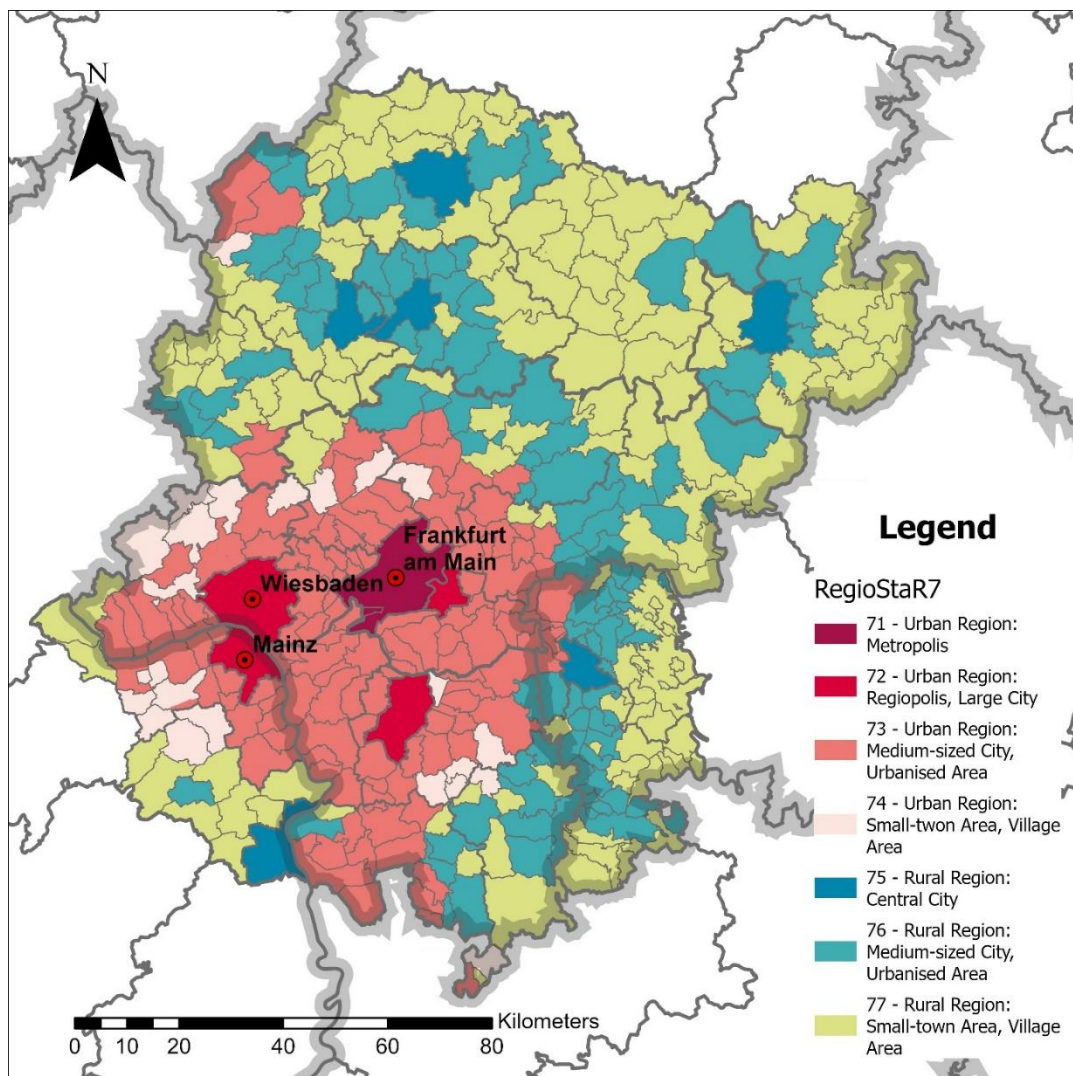 N
Frankfurt
am Main
Wiesbaden
Mainz
Legend
RegioStaR7
71 - Urban Region:
Metropolis
72 - Urban Region:
Regiopolis, Large City
73 - Urban Region:
Medium-sized City,
Urbanised Area
74 - Urban Region:
Small-twon Area, Village
Area
75 - Rural Region:
Central City
76 - Rural Region:
Medium-sized City,
Urbanised Area
77 - Rural Region:
Small-town Area, Village
Area
Kilometers
0 10 20 40 60 80